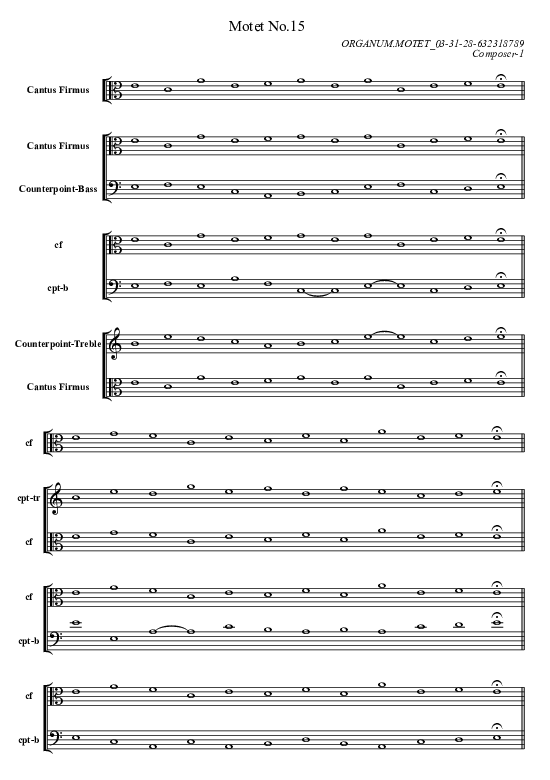 Motet No.15
ORGANUM.MOTET_03-31-28-632318789
Composer-1
Cantus Firmus
Cantus Firmus
Counterpoint-Bass
cf
cpt-b
Counterpoint-Treble
Cantus Firmus
cf
cpt-tr
cf
cf
cpt-b
cf
cpt-b